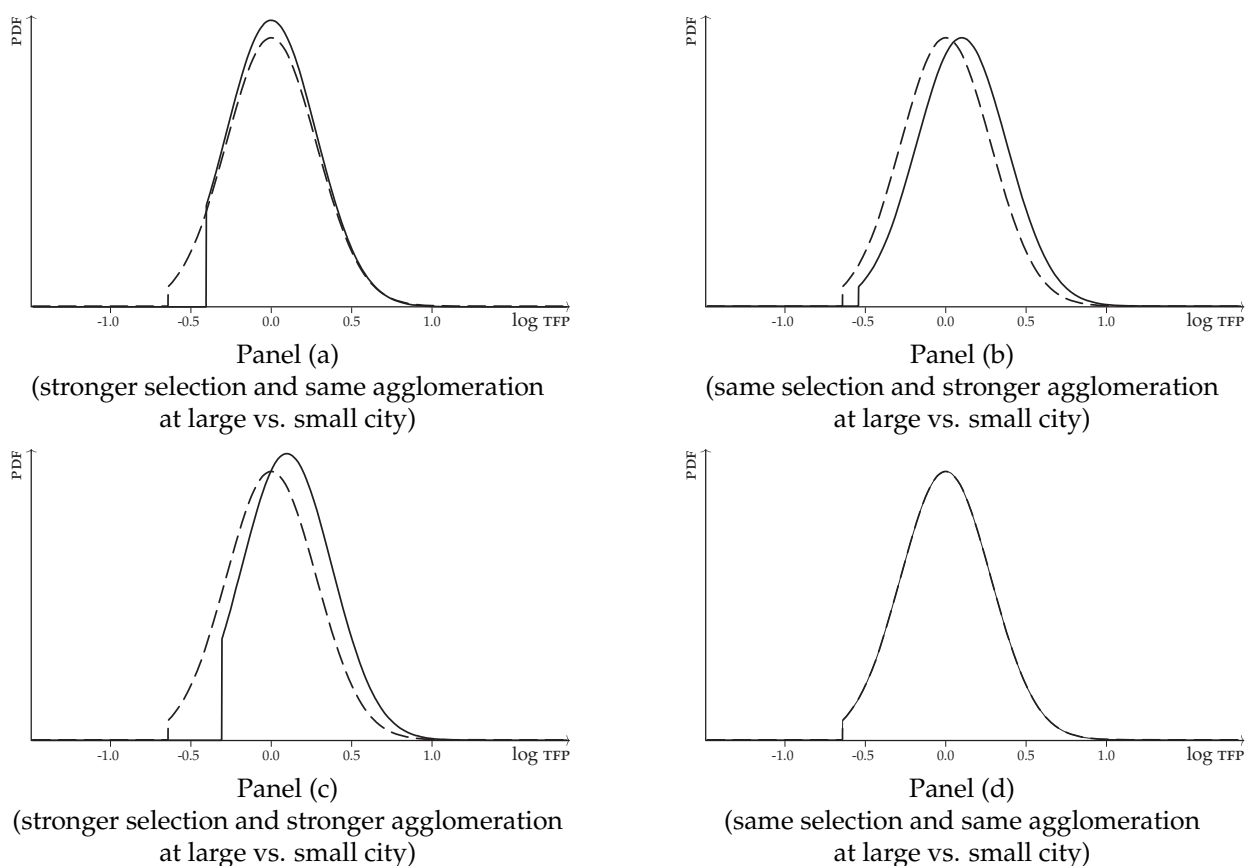 PDF
-1.0 -0.5 0.0 0.5 1.0 log TFP
Panel (a)
(stronger selection and same agglomeration
at large vs. small city)
PDF
-1.0 -0.5 0.0 0.5 1.0 log TFP
Panel (b)
(same selection and stronger agglomeration
at large vs. small city)
PDF
-1.0 -0.5 0.0 0.5 1.0 log TFP
Panel (c)
(stronger selection and stronger agglomeration
at large vs. small city)
PDF
-1.0 -0.5 0.0 0.5 1.0 log TFP
Panel (d)
(same selection and same agglomeration
at large vs. small city)